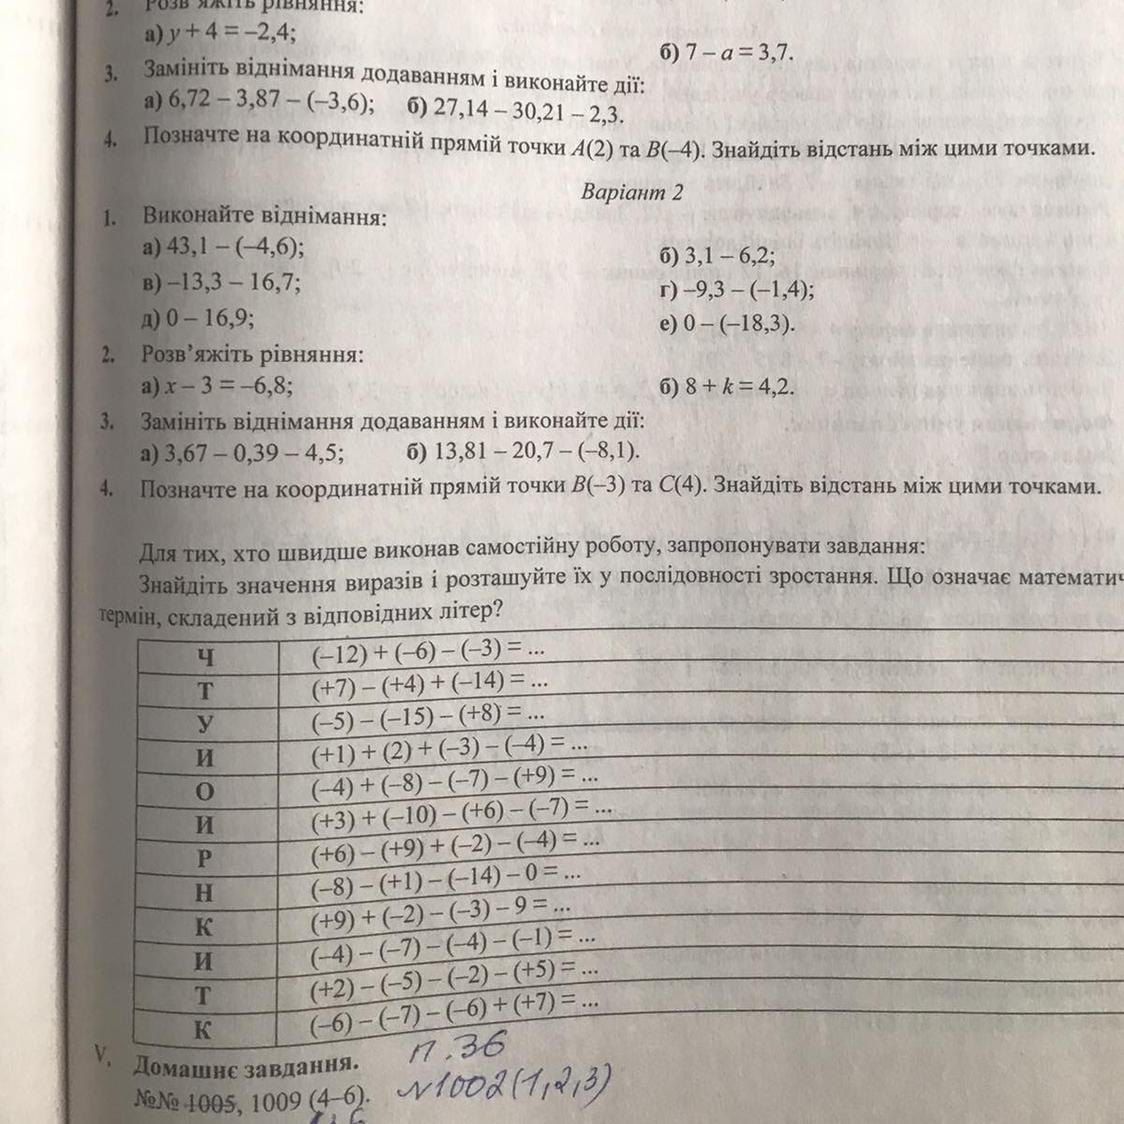 2. Розв'яжіть рівняння:
а) y + 4 = –2,4; б) 7 – a = 3,7.
3. Замініть віднімання додаванням і виконайте дії:
а) 6,72 – 3,87 – (–3,6); б) 27,14 – 30,21 – 2,3.
4. Позначте на координатній прямій точки A(2) та B(–4). Знайдіть відстань між цими точками.
Варіант 2
1. Виконайте віднімання:
а) 43,1 – (–4,6); б) 3,1 – 6,2;
в) –13,3 – 16,7; г) –9,3 – (–1,4);
д) 0 – 16,9; е) 0 – (–18,3).
2. Розв’яжіть рівняння:
а) x – 3 = –6,8; б) 8 + k = 4,2.
3. Замініть віднімання додаванням і виконайте дії:
а) 3,67 – 0,39 – 4,5; б) 13,81 – 20,7 – (–8,1).
4. Позначте на координатній прямій точки B(–3) та C(4). Знайдіть відстань між цими точками.
Для тих, хто швидше виконав самостійну роботу, запропонувати завдання:
Знайдіть значення виразів і розташуйте їх у послідовності зростання. Що означає математич
термін, складений з відповідних літер?
Ч (–12) + (–6) – (–3) = ...
Т (+7) – (+4) + (–14) = ...
У (–5) – (–15) – (+8) = ...
И (+1) + (2) + (–3) – (–4) = ...
О (–4) + (–8) – (–7) – (+9) = ...
И (+3) + (–10) – (+6) – (–7) = ...
Р (+6) – (+9) + (–2) – (–4) = ...
Н (–8) – (+1) – (–14) – 0 = ...
К (+9) + (–2) – (–3) – 9 = ...
И (–4) – (–7) – (–4) – (–1) = ...
Т (+2) – (–5) – (–2) – (+5) = ...
К (–6) – (–7) – (–6) + (+7) = ...
V. Домашнє завдання. п.36
№№ 1005, 1009 (4–6). №1002(1,2,3)